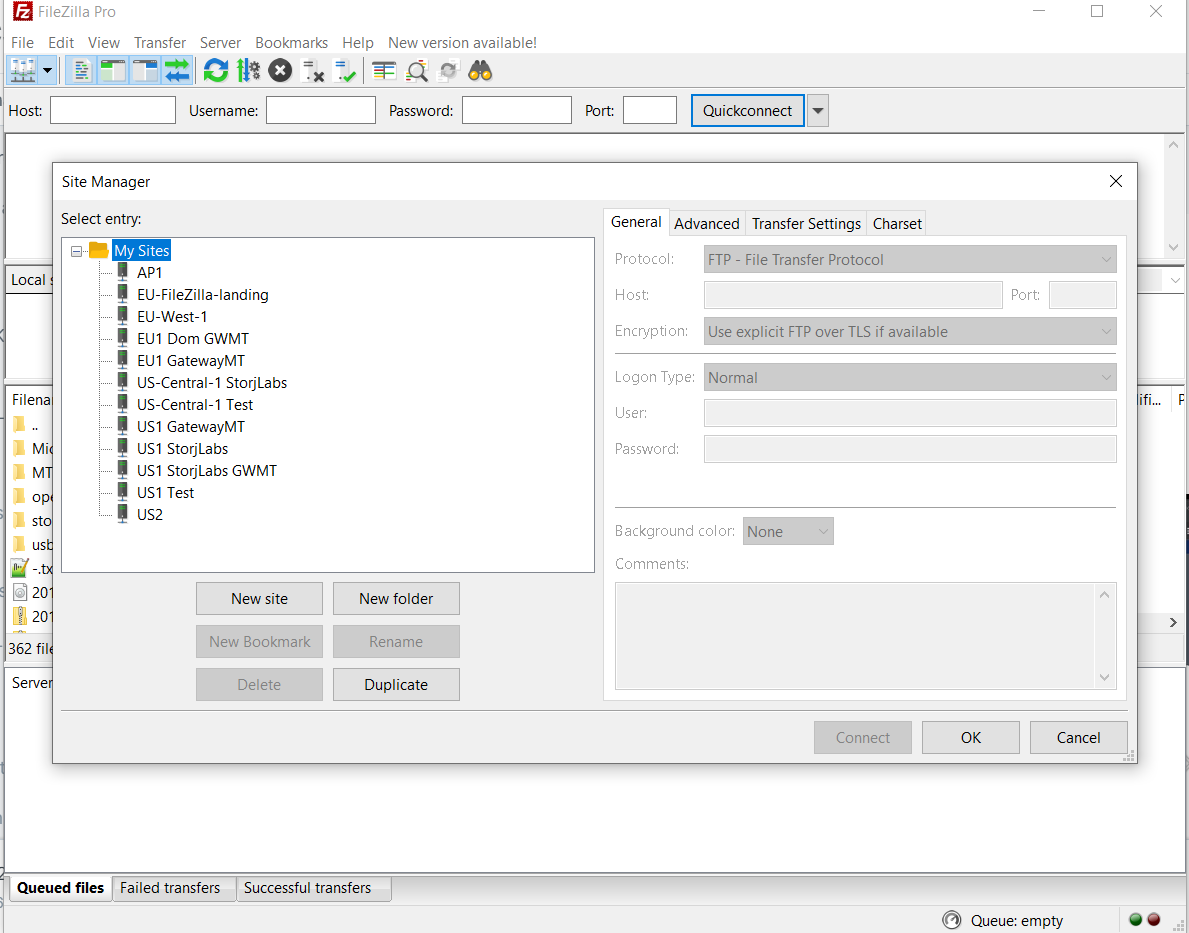 FileZilla Pro
File Edit View Transfer Server Bookmarks Help New version available!
Host: Username: Password: Port: Quickconnect
Site Manager
Select entry:
My Sites
AP1
EU-FileZilla-landing
EU-West-1
EU1 Dom GWMT
EU1 GatewayMT
US-Central-1 StorjLabs
US-Central-1 Test
US1 GatewayMT
US1 StorjLabs
US1 StorjLabs GWMT
US1 Test
US2
New site New folder
New Bookmark Rename
Delete Duplicate
General Advanced Transfer Settings Charset
Protocol: FTP - File Transfer Protocol
Host: Port:
Encryption: Use explicit FTP over TLS if available
Logon Type: Normal
User:
Password:
Background color: None
Comments:
Connect OK Cancel
Local s
Filena
..
Mic
MT
ope
sto
usb
-.tx
201
201
362 file
Server
ifi... P
Queued files Failed transfers Successful transfers
Queue: empty